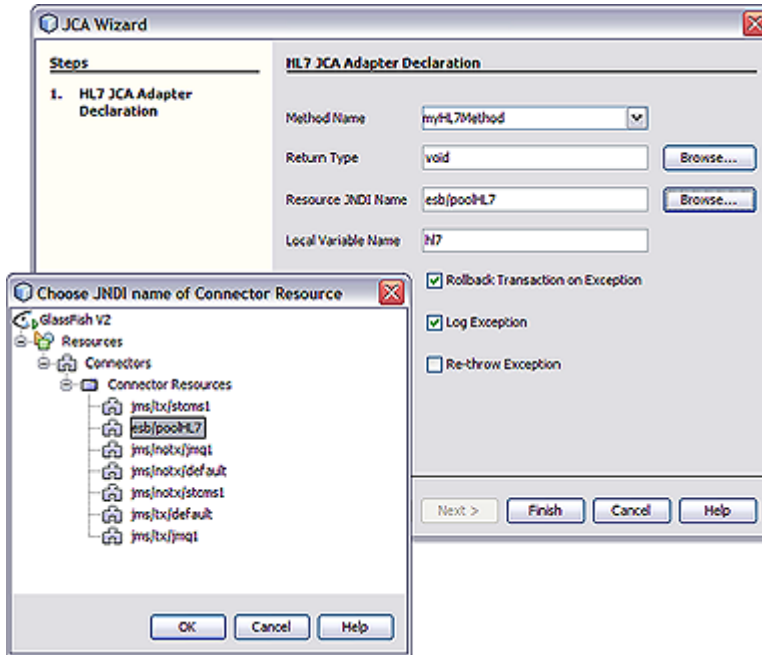 JCA Wizard
Steps
1. HL7 JCA Adapter
Declaration
HL7 JCA Adapter Declaration
Method Name myHL7Method
Return Type void Browse...
Resource JNDI Name esb/poolHL7 Browse...
Local Variable Name hl7
Rollback Transaction on Exception
Log Exception
Re-throw Exception
Next > Finish Cancel Help
Choose JNDI name of Connector Resource
GlassFish V2
Resources
Connectors
Connector Resources
jms/tx/stcms1
esb/poolHL7
jms/notx/jmq1
jms/notx/default
jms/notx/stcms1
jms/tx/default
jms/tx/jmq1
OK Cancel Help